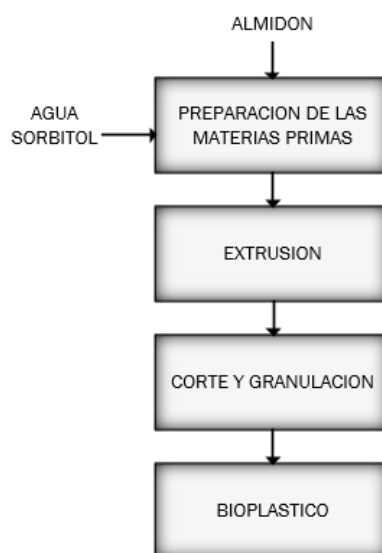 ALMIDON
PREPARACION DE LAS
MATERIAS PRIMAS
AGUA
SORBITOL
EXTRUSION
CORTE Y GRANULACION
BIOPLASTICO